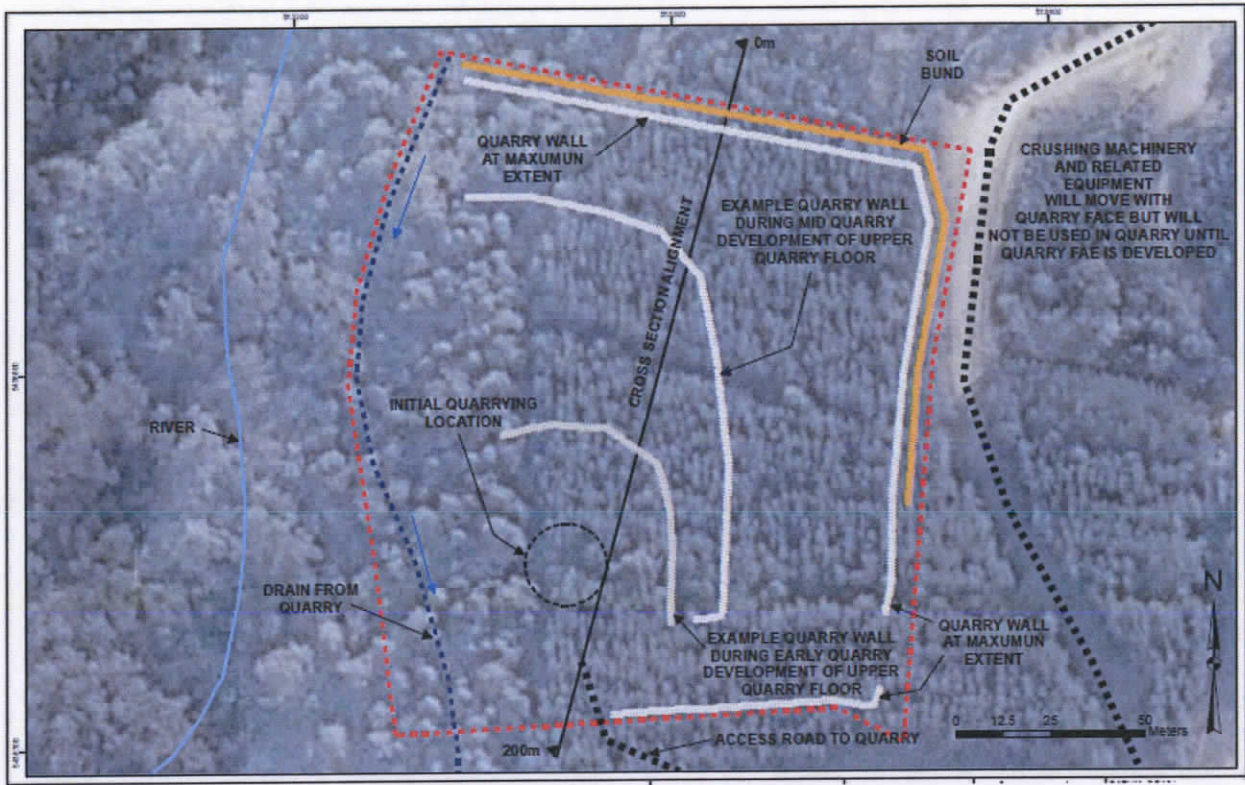 0m
SOIL
BUND
QUARRY WALL
AT MAXUMUN
EXTENT
CRUSHING MACHINERY
AND RELATED
EQUIPMENT
WILL MOVE WITH
QUARRY FACE BUT WILL
NOT BE USED IN QUARRY UNTIL
QUARRY FAE IS DEVELOPED
EXAMPLE QUARRY WALL
DURING MID QUARRY
DEVELOPMENT OF UPPER
QUARRY FLOOR
CROSS SECTION ALIGNMENT
INITIAL QUARRYING
LOCATION
RIVER
DRAIN FROM
QUARRY
N
EXAMPLE QUARRY WALL
DURING EARLY QUARRY
DEVELOPMENT OF UPPER
QUARRY FLOOR
QUARRY WALL
AT MAXUMUN
EXTENT
0 12.5 25 50
Meters
ACCESS ROAD TO QUARRY
200m